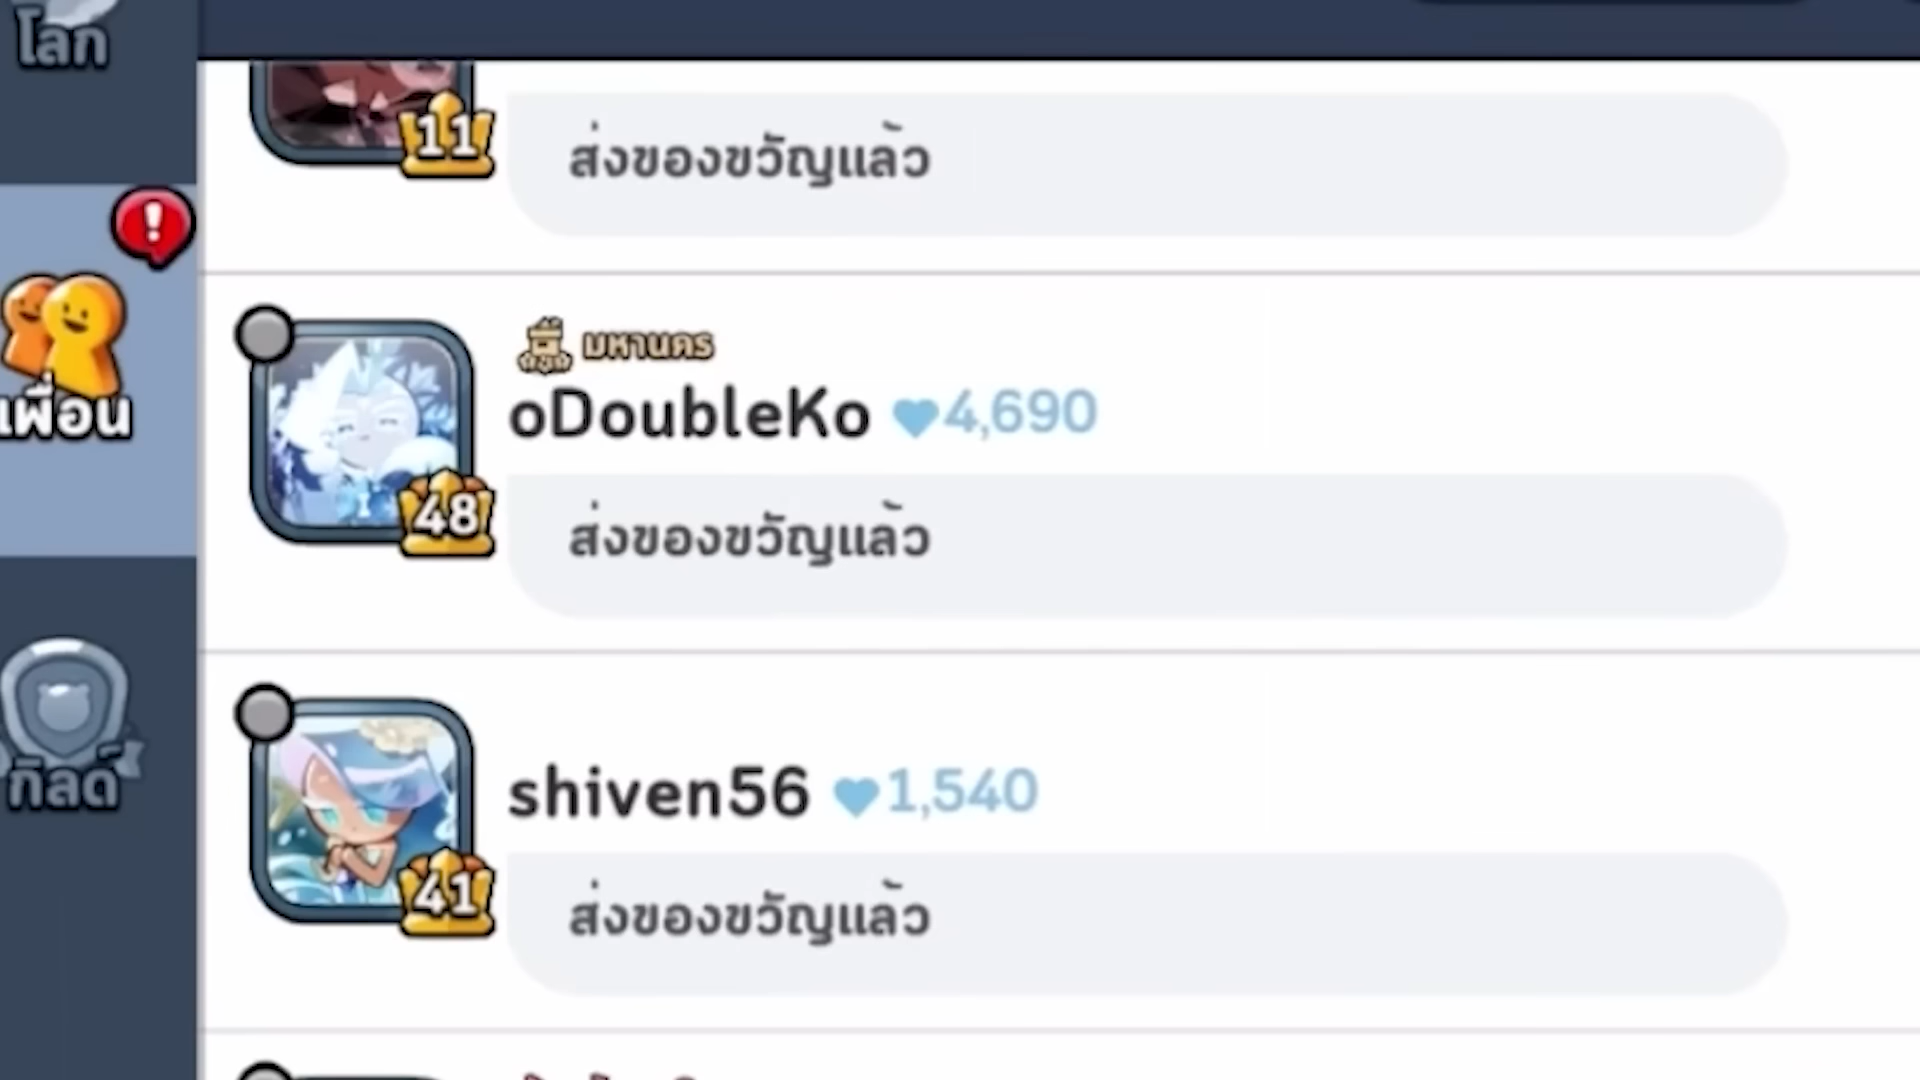 โลก
11
ส่งของขวัญแล้ว
!
เพื่อน
มหานคร
oDoubleKo 4,690
48
ส่งของขวัญแล้ว
กิลด์
shiven56 1,540
41
ส่งของขวัญแล้ว